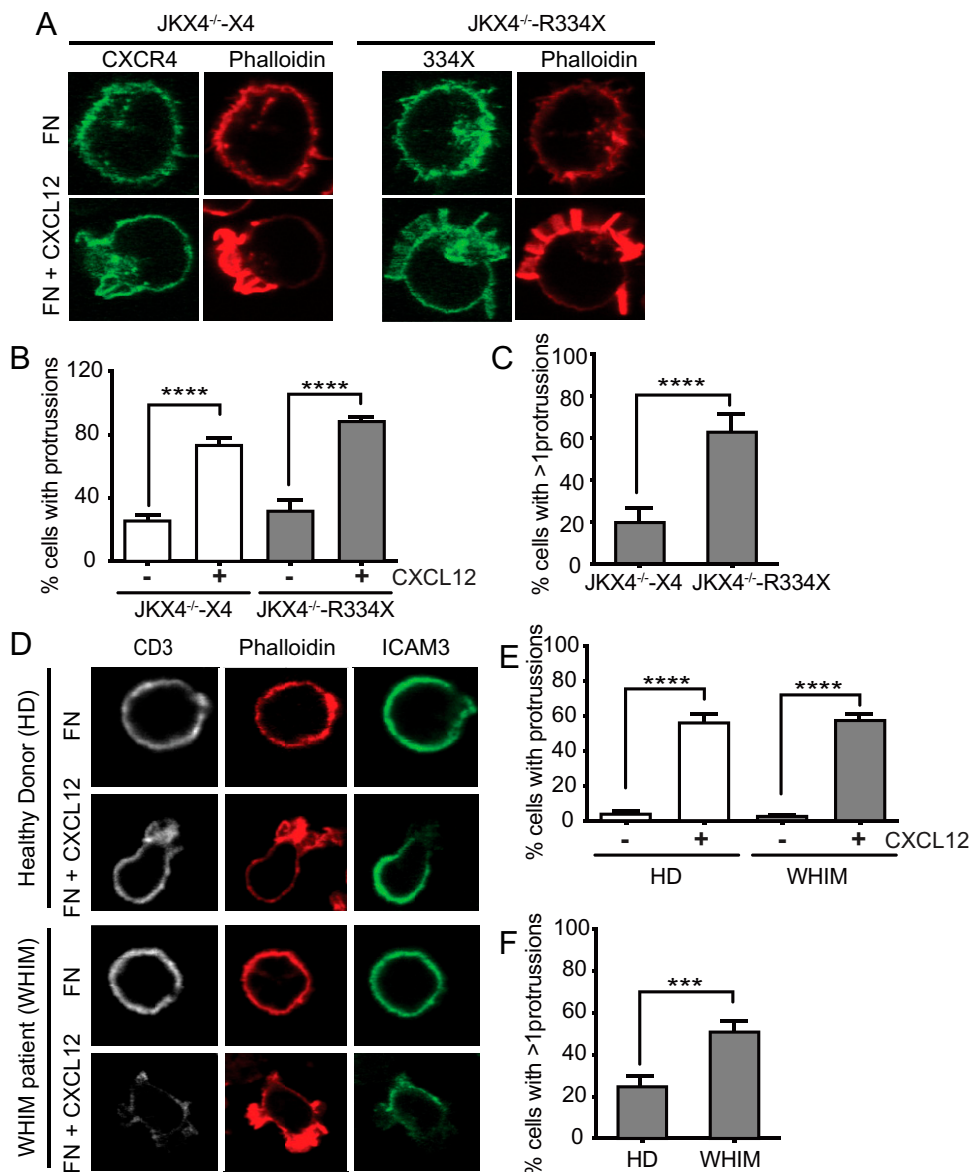 A
JKX4-/--X4
JKX4-/--R334X
CXCR4
Phalloidin
334X
Phalloidin
FN
FN + CXCL12
B
% cells with protrussions
120
80
40
0
****
****
- + - + CXCL12
JKX4-/--X4
JKX4-/--R334X
C
% cells with >1protrussions
100
80
60
40
20
0
****
JKX4-/--X4
JKX4-/--R334X
D
CD3
Phalloidin
ICAM3
Healthy Donor (HD)
FN
FN + CXCL12
WHIM patient (WHIM)
FN
FN + CXCL12
E
% cells with protrussions
100
80
60
40
20
0
****
****
- + - + CXCL12
HD
WHIM
F
% cells with >1protrussions
100
80
60
40
20
0
***
HD
WHIM